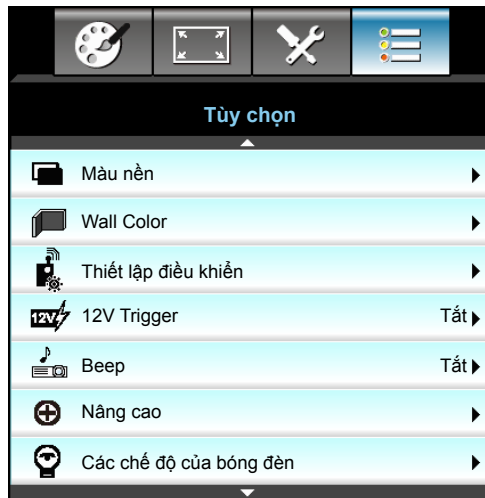 Tùy chọn
Màu nền
Wall Color
Thiết lập điều khiển
12V 12V Trigger Tắt
Beep Tắt
Nâng cao
Các chế độ của bóng đèn